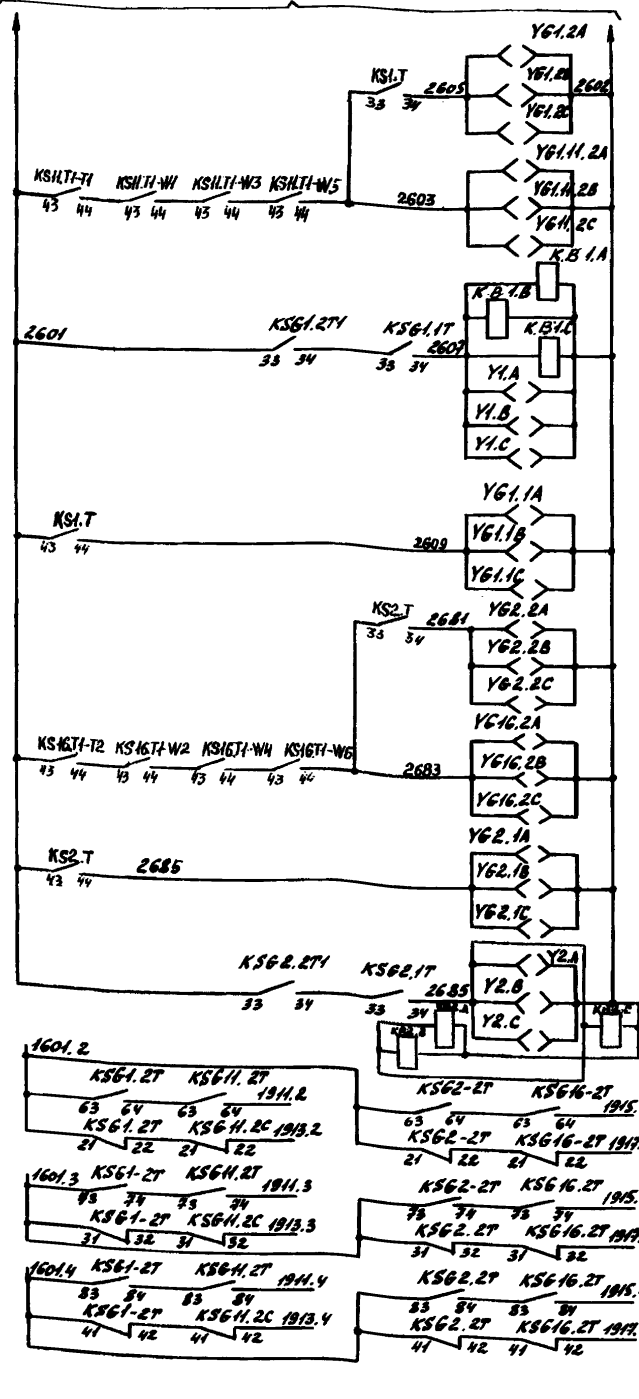 YG1.2A
KS1.T 2605 YG1.2B 2602
33 34 YG1.2C
YG1.11.2A
KS11.T1-T1 KS11.T1-W1 KS11.T1-W3 KS11.T1-W5 YG1.11.2B
43 44 43 44 43 44 43 44 2603 YG11.2C
K.B 1.A
K.B 1.B
2601 KSG1.2T1 KSG1.1T K.B1.C
33 34 33 34 2607
Y1.A
Y1.B
Y1.C
YG1.1A
KS1.T YG1.1B
43 44 2609 YG1.1C
KS2.T 2681 YG2.2A
33 34 YG2.2B
YG2.2C
YG16.2A
KS16.T1-T2 KS16.T1-W2 KS16.T1-W4 KS16.T1-W6 YG16.2B
43 44 43 44 43 44 43 44 2683 YG16.2C
YG2.1A
KS2.T 2685 YG2.1B
43 44 YG2.1C
KSG2.2T1 KSG2.1T Y2.A
33 34 33 34 2685 Y2.B
Y2.C
1601.2
KSG1.2T KSG11.2T 1911.2 KSG2-2T KSG16-2T 1915.
63 64 63 64 63 64 63 64
KSG1.2T KSG11.2C 1913.2 KSG2-2T KSG16-2T 1917.
21 22 21 22 21 22 21 22
1601.3 KSG1-2T KSG11.2T 1911.3 KSG2-2T KSG16.2T 1915.
73 74 73 74 73 74 73 74
KSG1-2T KSG11.2C 1913.3 KSG2.2T KSG16.2T 1917.
31 32 31 32 31 32 31 32
1601.4 KSG1-2T KSG11.2T 1911.4 KSG2.2T KSG16.2T 1915.
83 84 83 84 83 84 83 84
KSG1-2T KSG11.2C 1913.4 KSG2.2T KSG16.2T 1917.
41 42 41 42 41 42 41 42